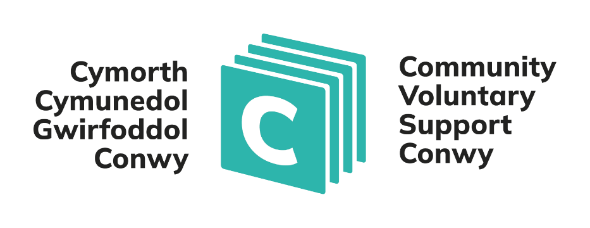 Cymorth
Cymunedol
Gwirfoddol
Conwy
C
Community
Voluntary
Support
Conwy